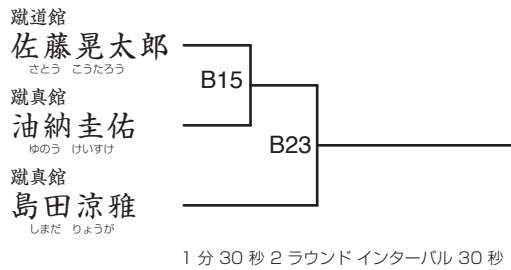 蹴道館
佐藤晃太郎
さとう こうたろう
B15
蹴真館
油納圭佑
ゆのう けいすけ
B23
蹴真館
島田涼雅
しまだ りょうが
1 分 30 秒 2 ラウンド インターバル 30 秒